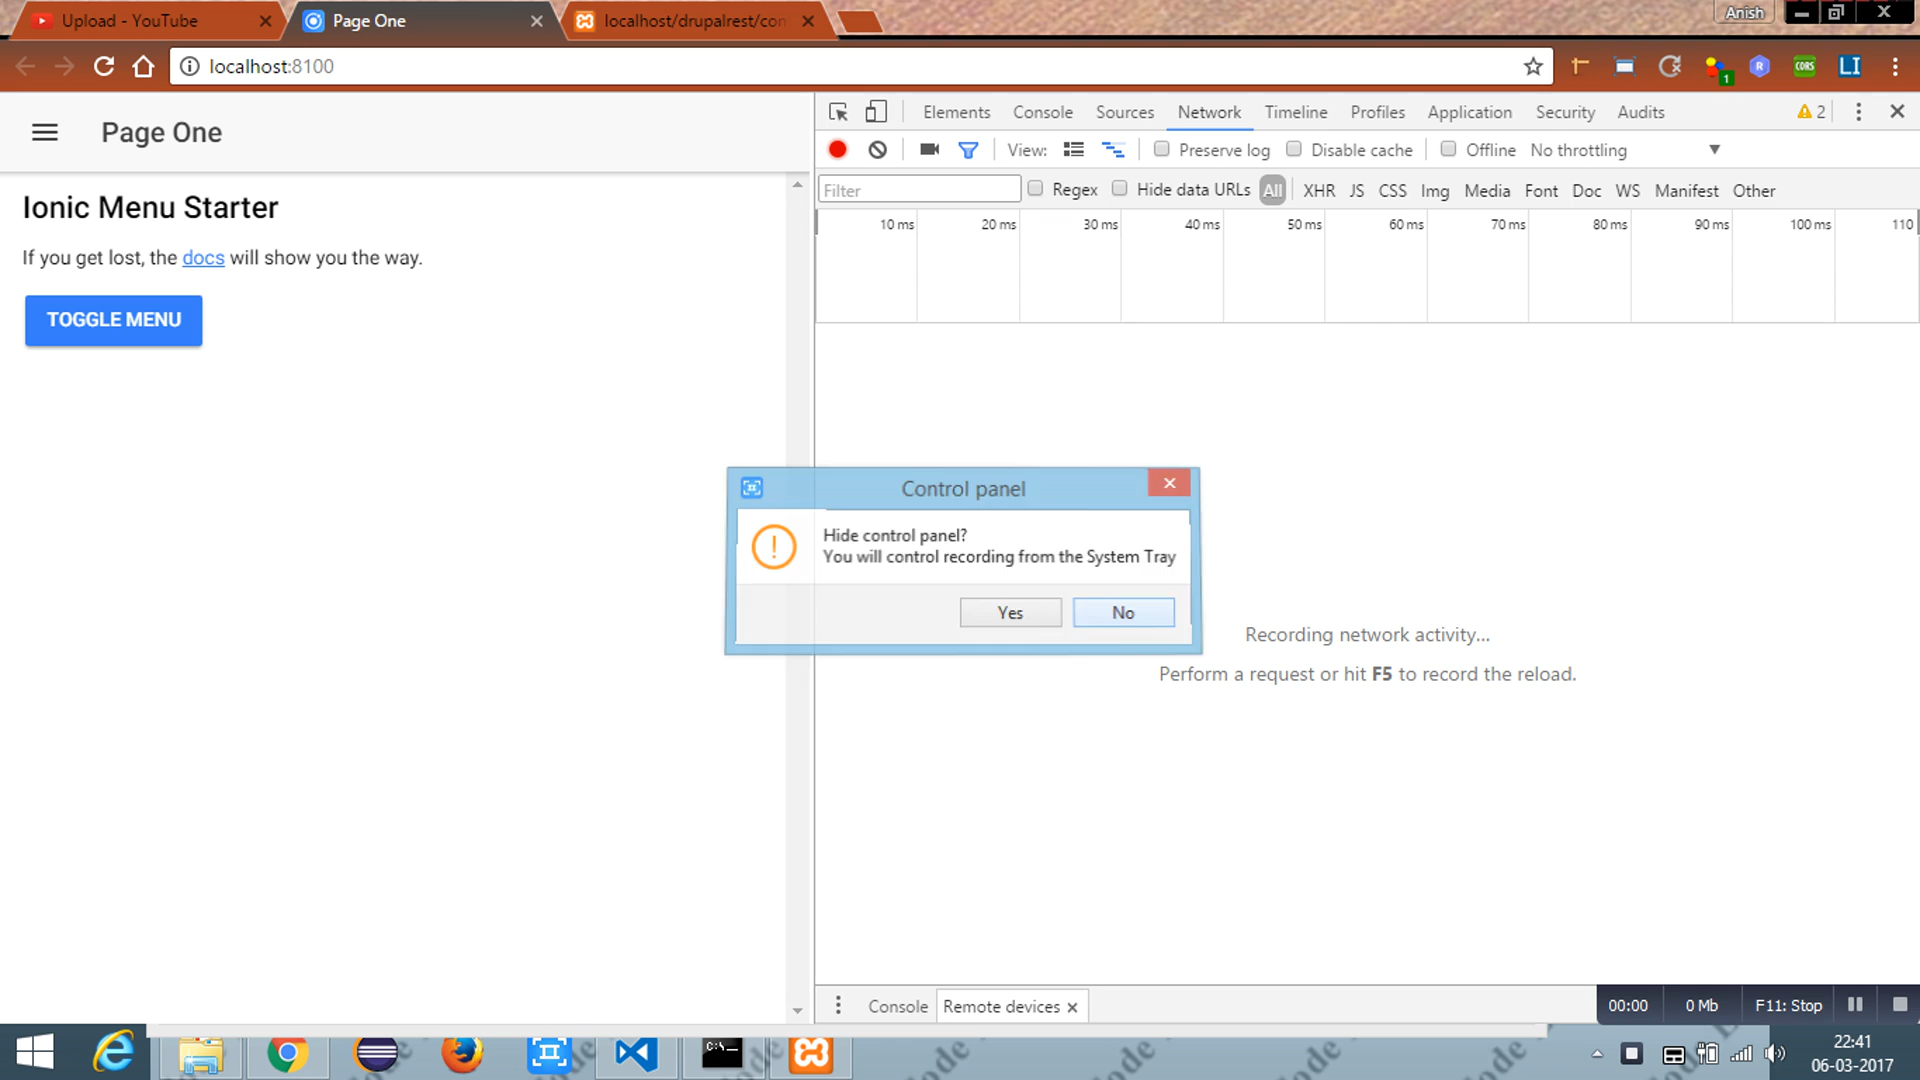 Upload - YouTube
Page One
localhost/drupalrest/con
Anish
localhost:8100
1
R
CORS
LI
Page One
Elements Console Sources Network Timeline Profiles Application Security Audits 2
View: Preserve log Disable cache Offline No throttling
Filter Regex Hide data URLs All XHR JS CSS Img Media Font Doc WS Manifest Other
10 ms 20 ms 30 ms 40 ms 50 ms 60 ms 70 ms 80 ms 90 ms 100 ms 110
Ionic Menu Starter
If you get lost, the docs will show you the way.
TOGGLE MENU
Control panel
Hide control panel?
You will control recording from the System Tray
Yes No
Recording network activity...
Perform a request or hit F5 to record the reload.
Console Remote devices
00:00 0 Mb F11: Stop
22:41
06-03-2017